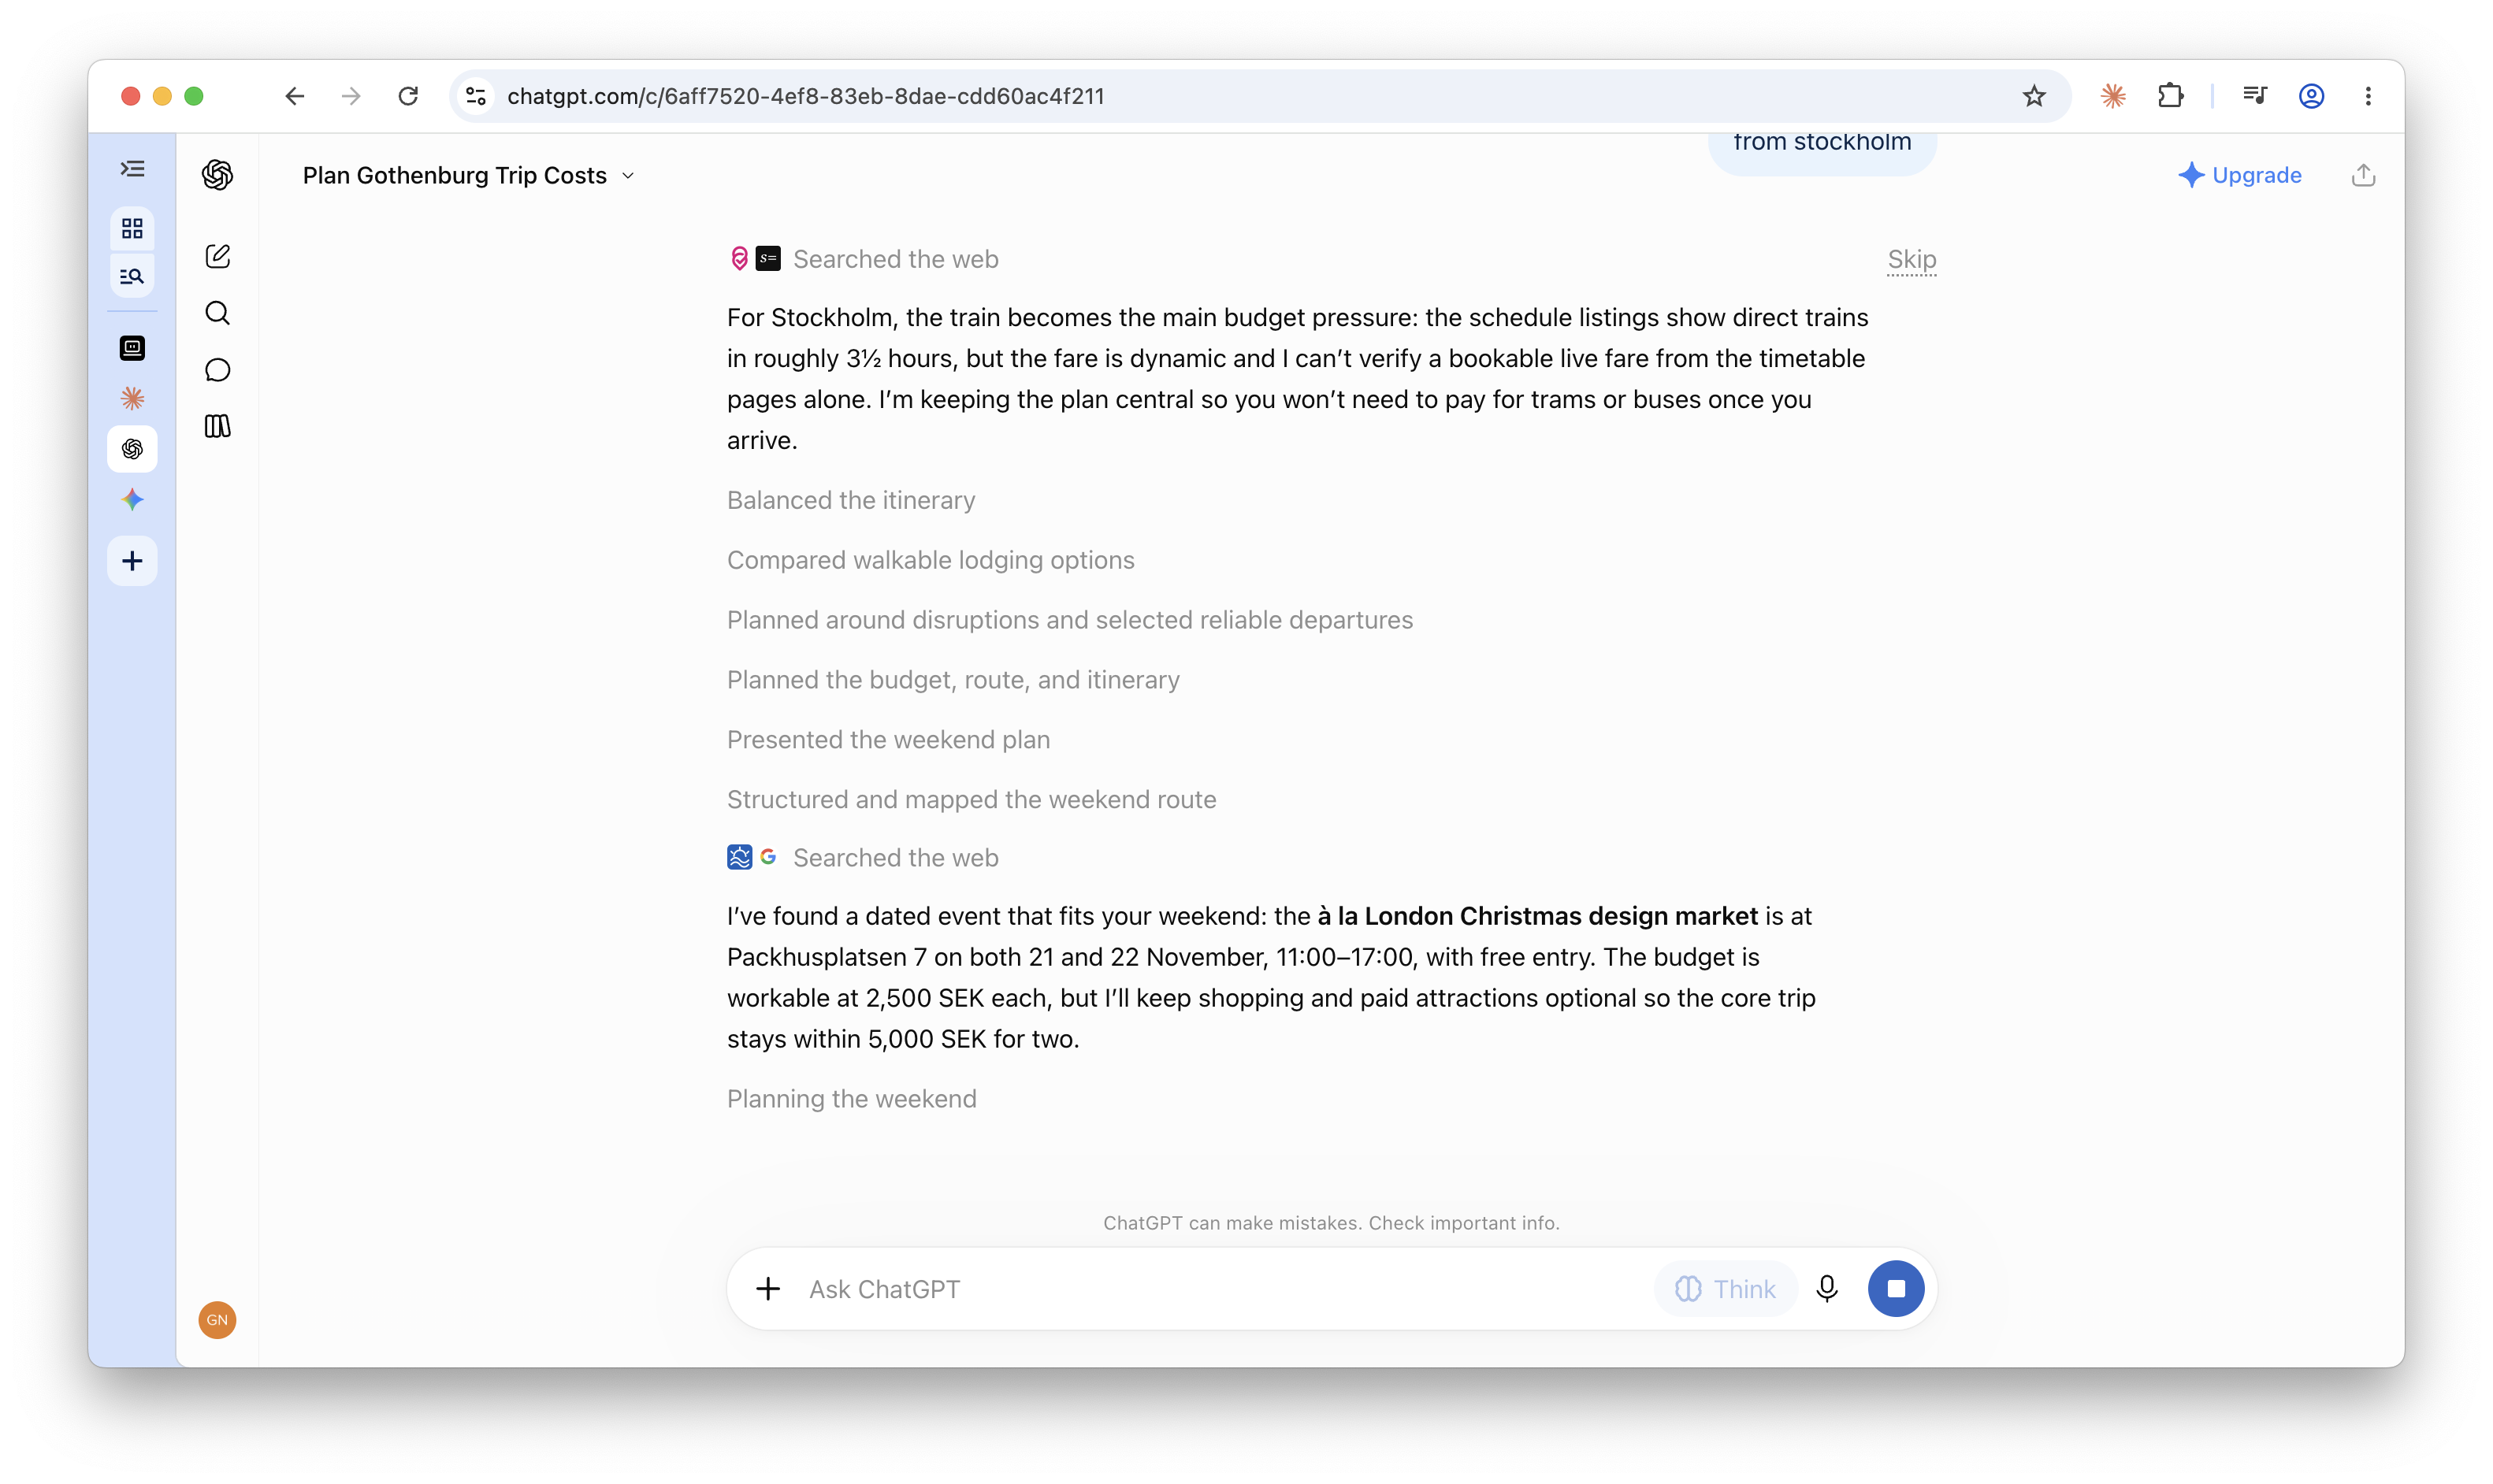 chatgpt.com/c/6aff7520-4ef8-83eb-8dae-cdd60ac4f211
from stockholm
Plan Gothenburg Trip Costs
Upgrade
s=
Searched the web
Skip
For Stockholm, the train becomes the main budget pressure: the schedule listings show direct trains
in roughly 3½ hours, but the fare is dynamic and I can’t verify a bookable live fare from the timetable
pages alone. I’m keeping the plan central so you won’t need to pay for trams or buses once you
arrive.
Balanced the itinerary
Compared walkable lodging options
Planned around disruptions and selected reliable departures
Planned the budget, route, and itinerary
Presented the weekend plan
Structured and mapped the weekend route
Searched the web
I’ve found a dated event that fits your weekend: the à la London Christmas design market is at
Packhusplatsen 7 on both 21 and 22 November, 11:00–17:00, with free entry. The budget is
workable at 2,500 SEK each, but I’ll keep shopping and paid attractions optional so the core trip
stays within 5,000 SEK for two.
Planning the weekend
ChatGPT can make mistakes. Check important info.
Ask ChatGPT
Think
GN